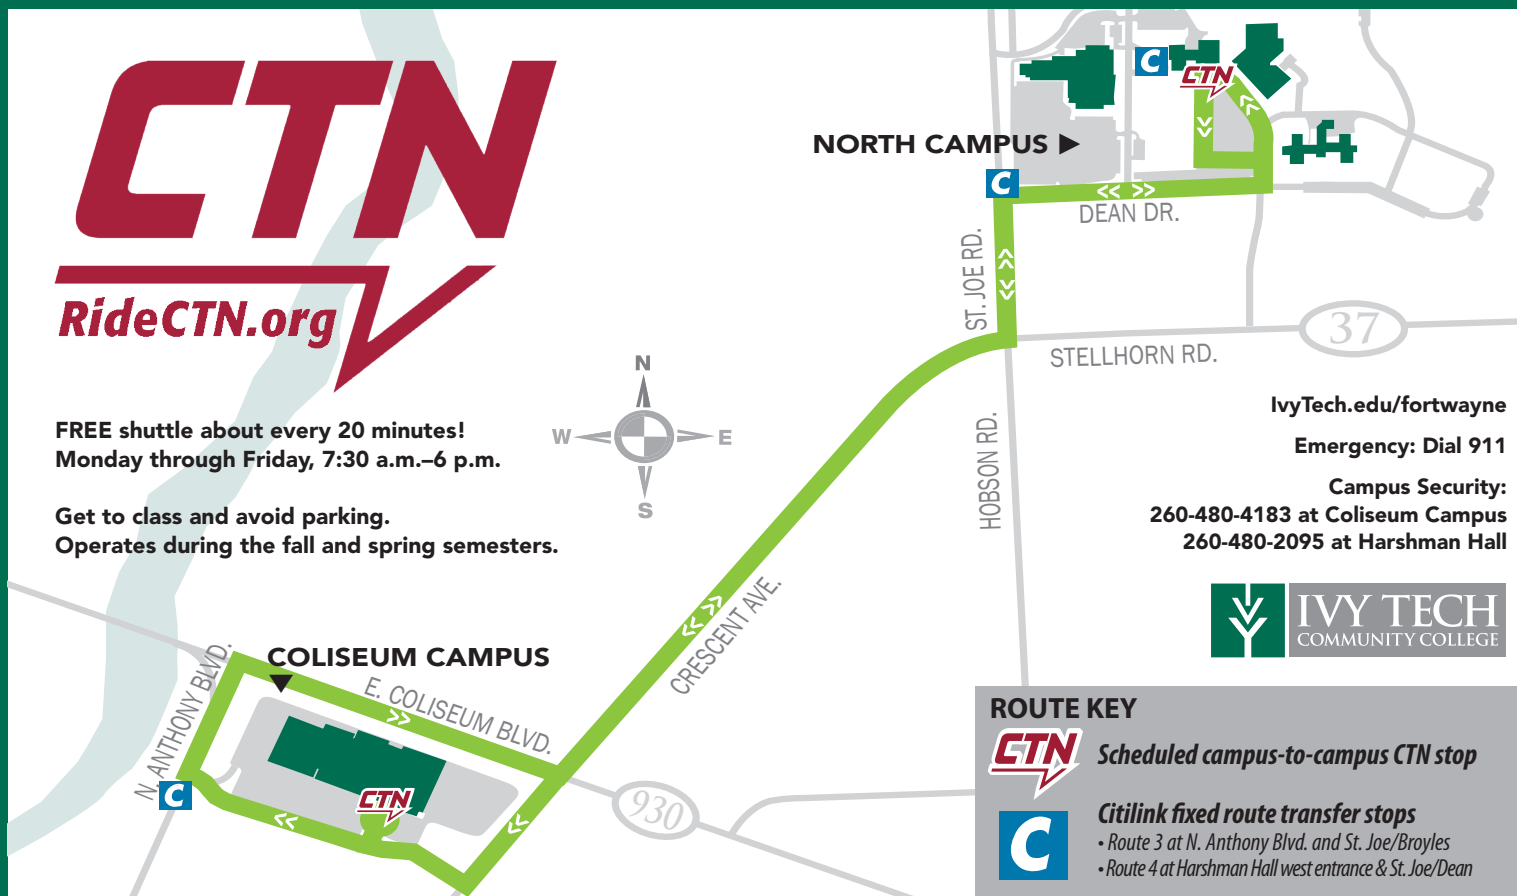 CTN
RideCTN.org
FREE shuttle about every 20 minutes!
Monday through Friday, 7:30 a.m.–6 p.m.
Get to class and avoid parking.
Operates during the fall and spring semesters.
N
W E
S
C
CTN
NORTH CAMPUS
C
DEAN DR.
ST. JOE RD.
37
STELLHORN RD.
HOBSON RD.
IvyTech.edu/fortwayne
Emergency: Dial 911
Campus Security:
260-480-4183 at Coliseum Campus
260-480-2095 at Harshman Hall
IVY TECH
COMMUNITY COLLEGE
CRESCENT AVE.
COLISEUM CAMPUS
N. ANTHONY BLVD.
E. COLISEUM BLVD.
C
CTN
930
ROUTE KEY
CTN
Scheduled campus-to-campus CTN stop
C
Citilink fixed route transfer stops
• Route 3 at N. Anthony Blvd. and St. Joe/Broyles
• Route 4 at Harshman Hall west entrance & St. Joe/Dean